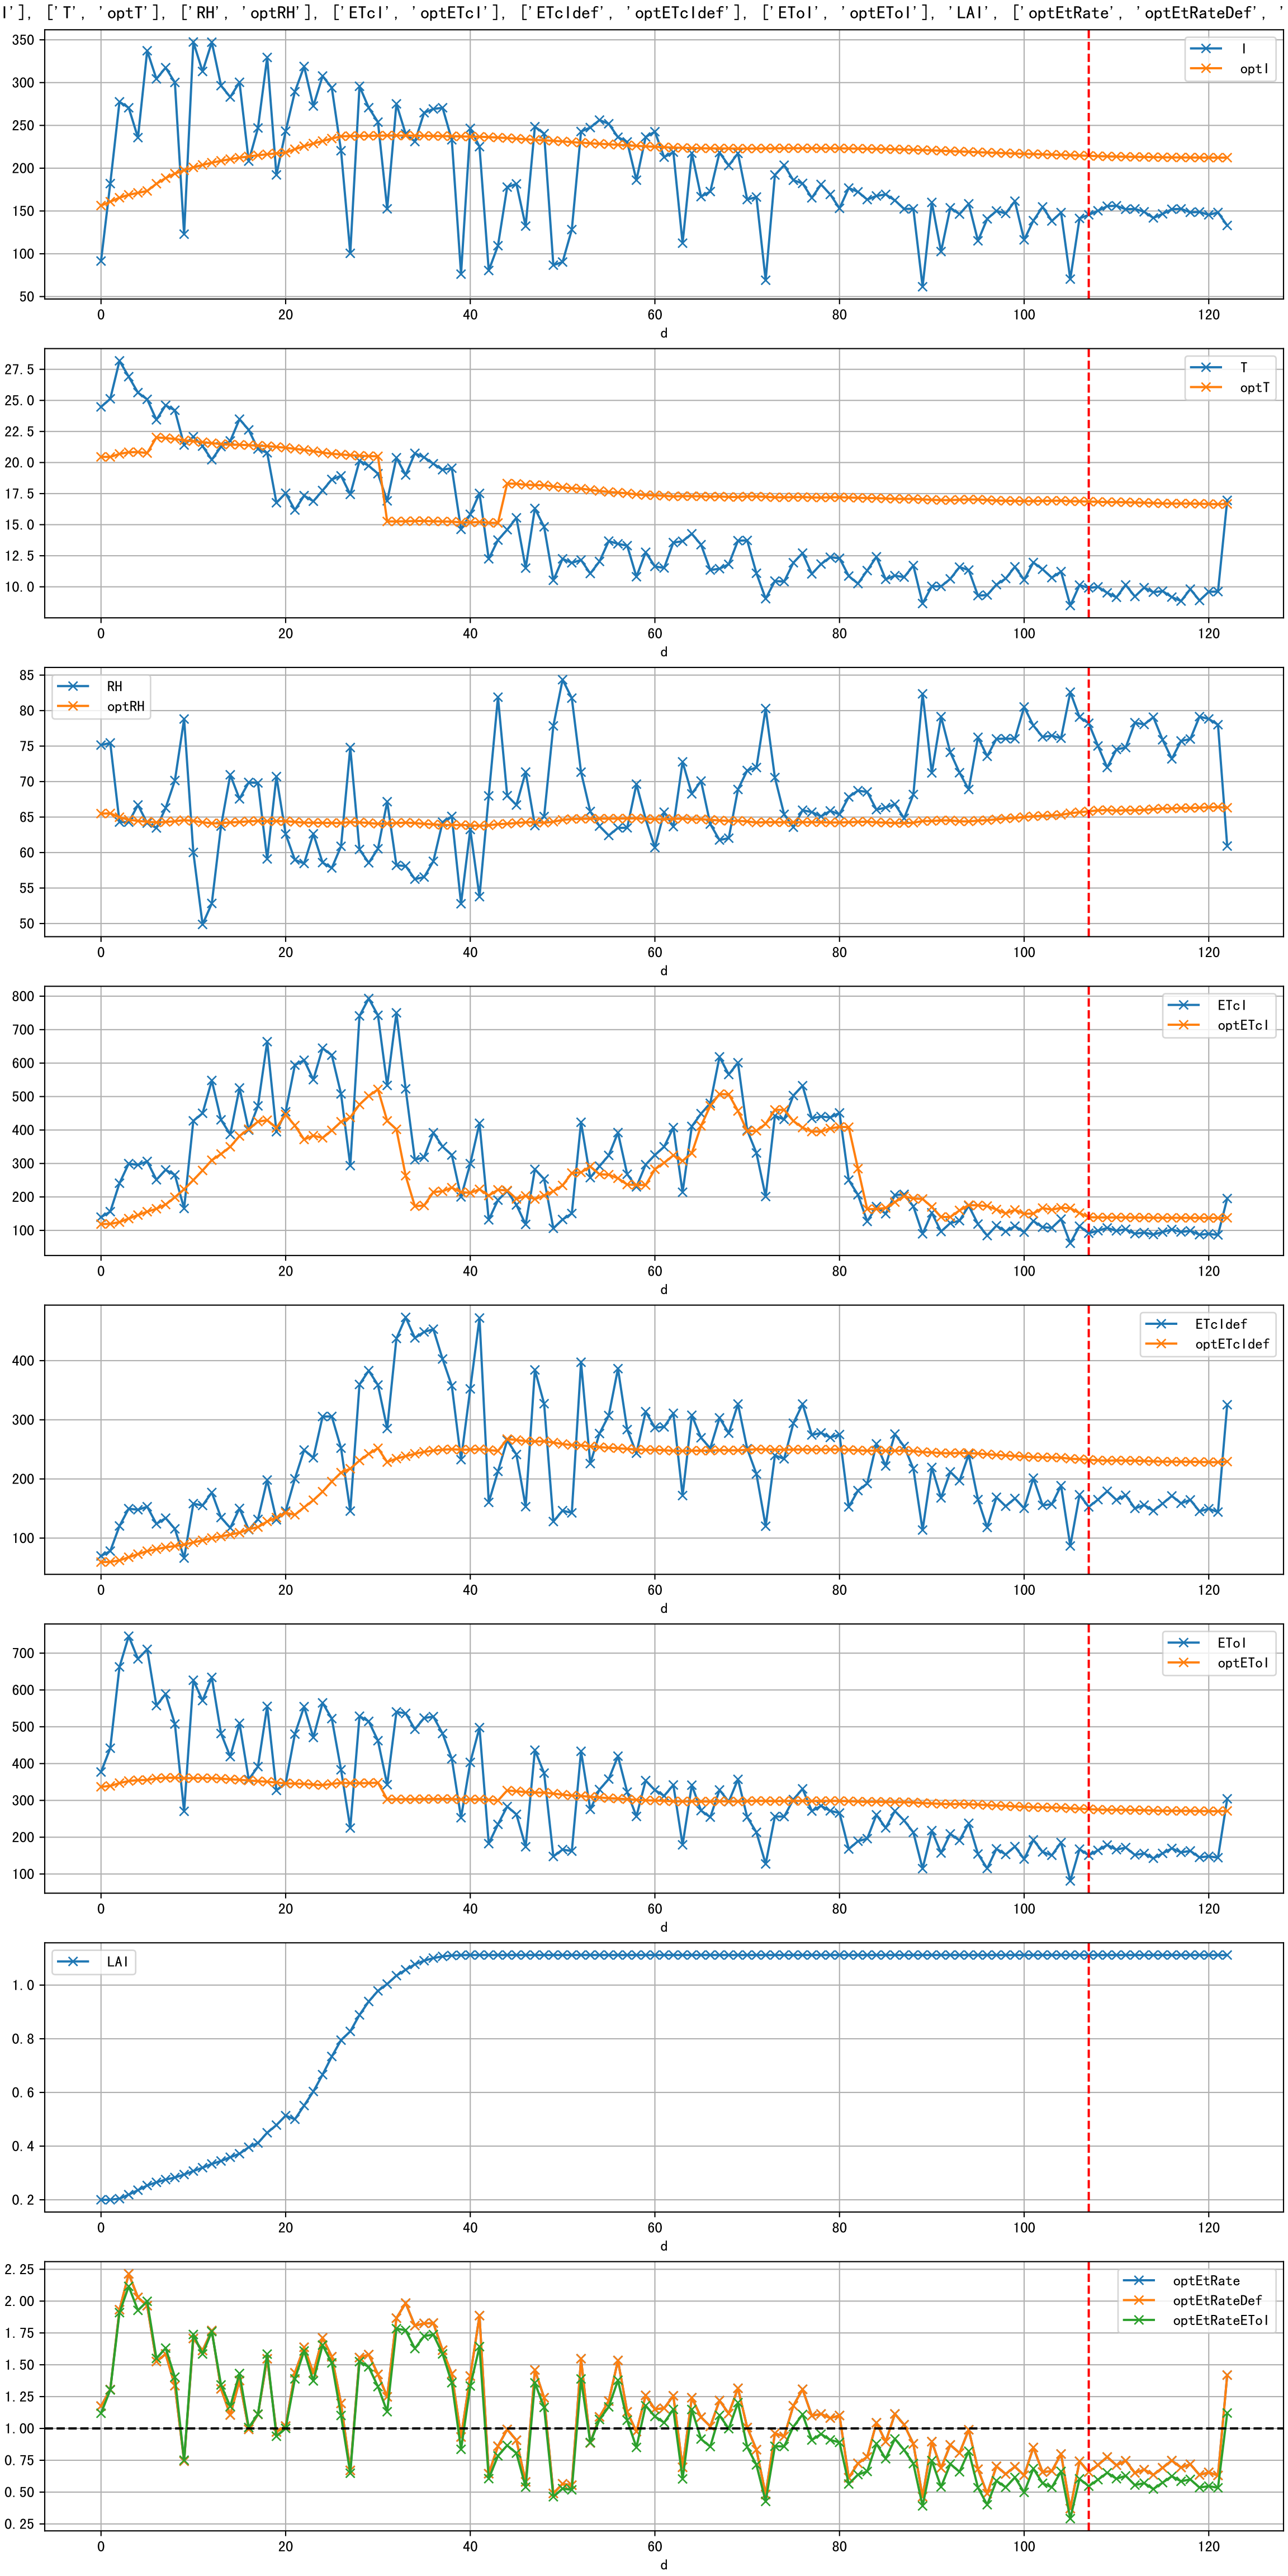 I'], ['T', 'optT'], ['RH', 'optRH'], ['ETcI', 'optETcI'], ['ETcIdef', 'optETcIdef'], ['EToI', 'optEToI'], 'LAI', ['optEtRate', 'optEtRateDef', '
350
300
250
200
150
100
50
I
optI
0 20 40 60 80 100 120
d
27.5
25.0
22.5
20.0
17.5
15.0
12.5
10.0
T
optT
0 20 40 60 80 100 120
d
85
80
75
70
65
60
55
50
RH
optRH
0 20 40 60 80 100 120
d
800
700
600
500
400
300
200
100
ETcI
optETcI
0 20 40 60 80 100 120
d
400
300
200
100
ETcIdef
optETcIdef
0 20 40 60 80 100 120
d
700
600
500
400
300
200
100
EToI
optEToI
0 20 40 60 80 100 120
d
1.0
0.8
0.6
0.4
0.2
LAI
0 20 40 60 80 100 120
d
2.25
2.00
1.75
1.50
1.25
1.00
0.75
0.50
0.25
optEtRate
optEtRateDef
optEtRateEToI
0 20 40 60 80 100 120
d